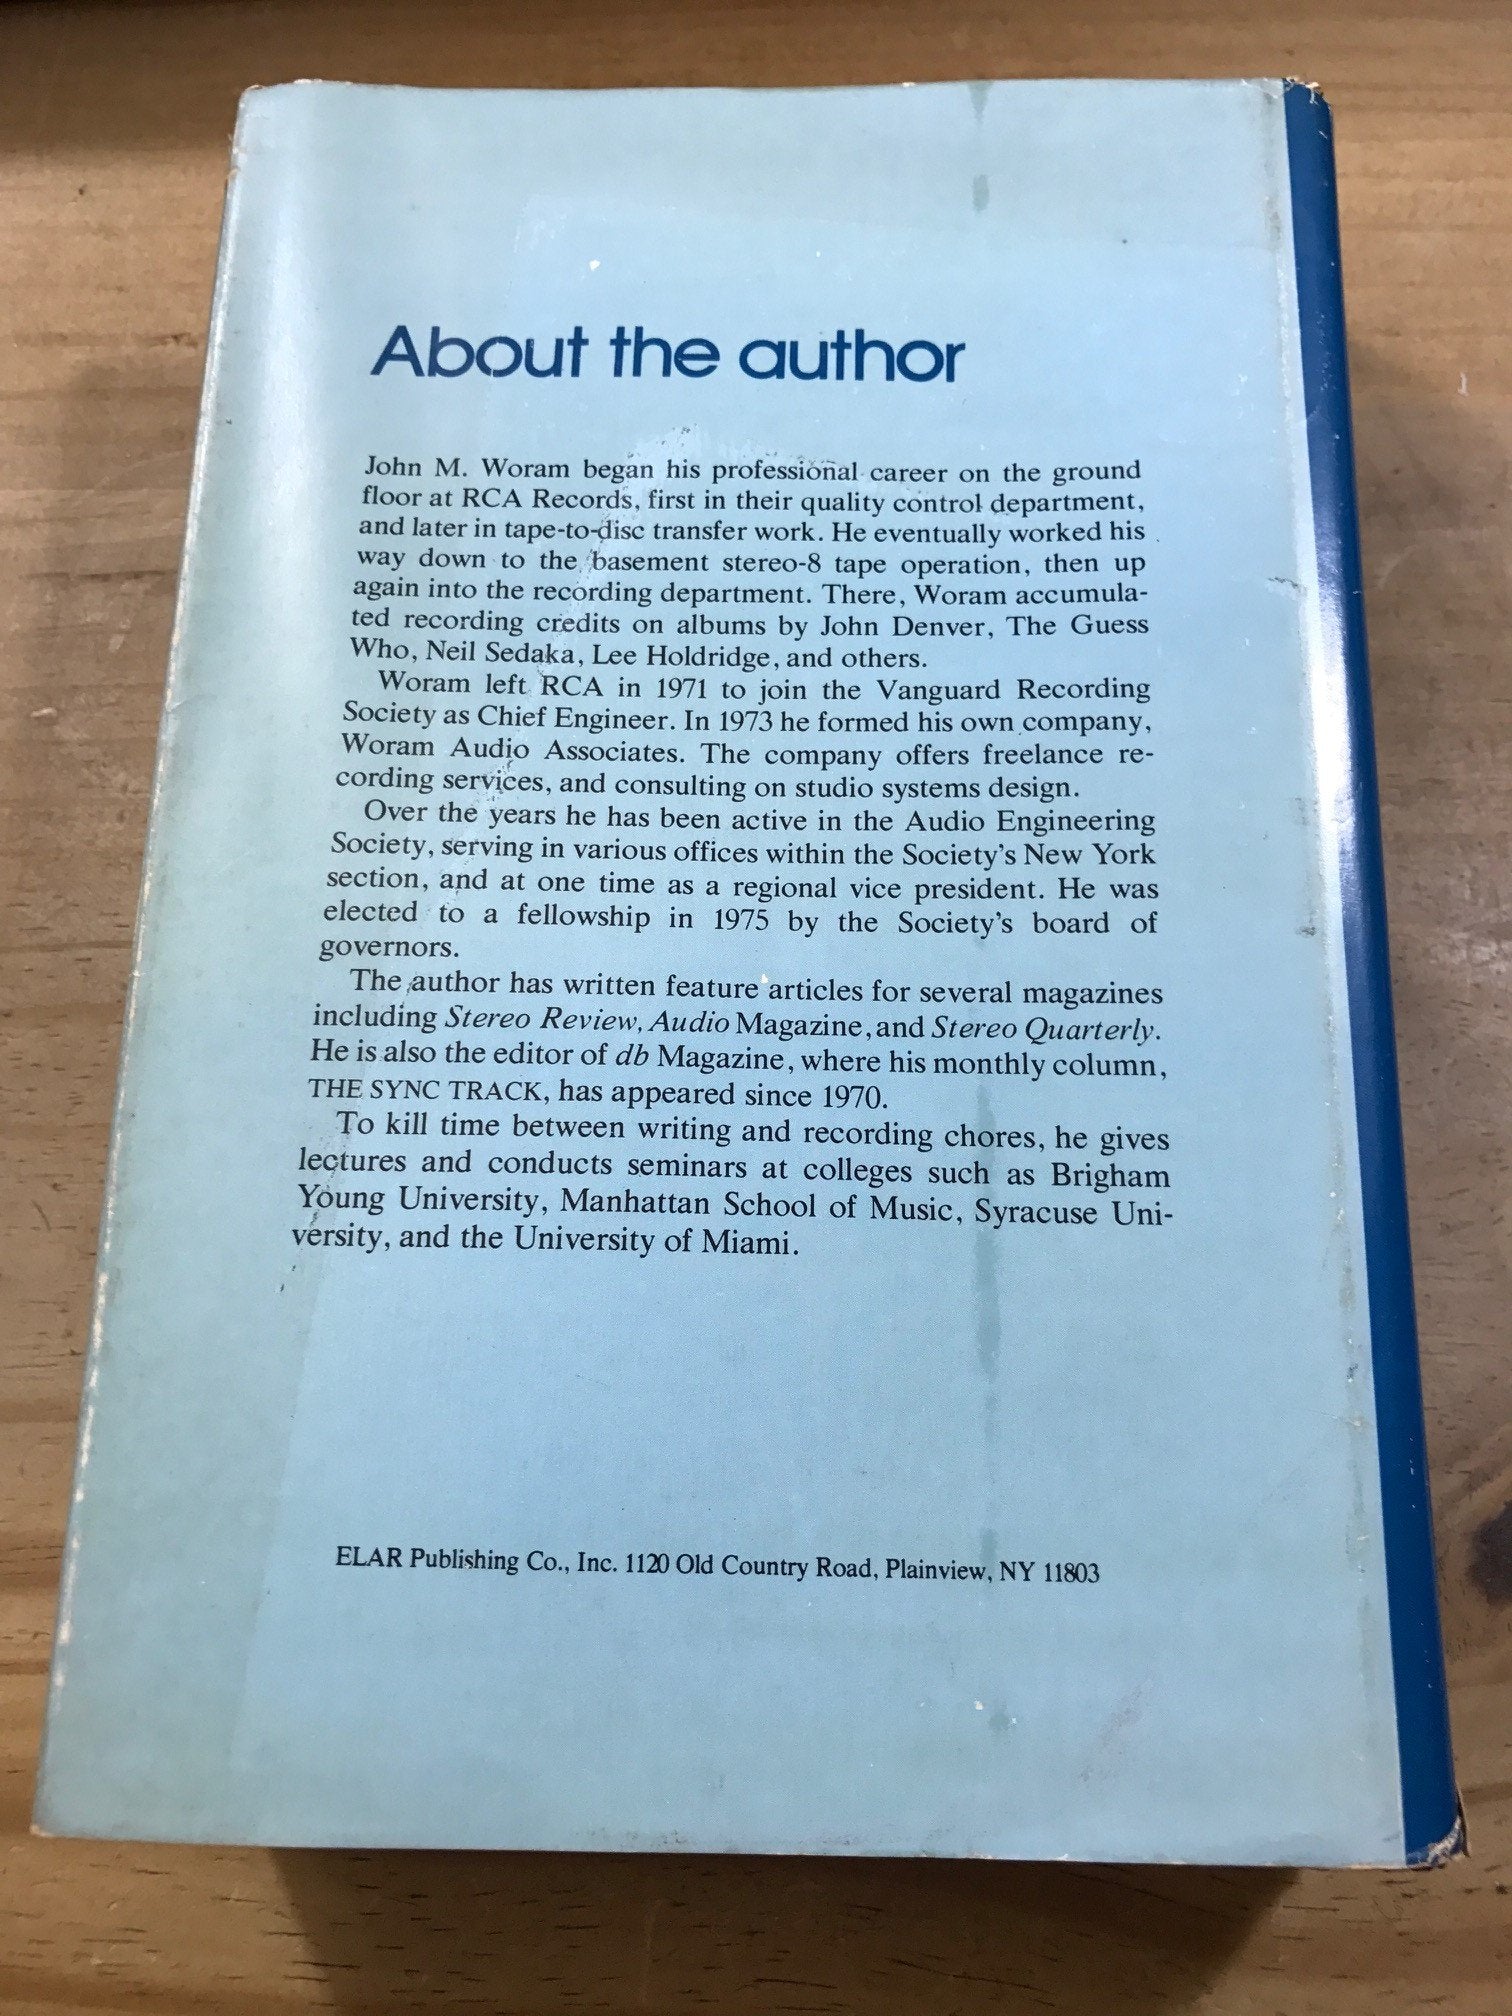 About the author
John M. Woram began his professional career on the ground
floor at RCA Records, first in their quality control department,
and later in tape-to-disc transfer work. He eventually worked his
way down to the basement stereo-8 tape operation, then up
again into the recording department. There, Woram accumula-
ted recording credits on albums by John Denver, The Guess
Who, Neil Sedaka, Lee Holdridge, and others.
Woram left RCA in 1971 to join the Vanguard Recording
Society as Chief Engineer. In 1973 he formed his own company,
Woram Audio Associates. The company offers freelance re-
cording services, and consulting on studio systems design.
Over the years he has been active in the Audio Engineering
Society, serving in various offices within the Society's New York
section, and at one time as a regional vice president. He was
elected to a fellowship in 1975 by the Society's board of
governors.
The author has written feature articles for several magazines
including Stereo Review, Audio Magazine, and Stereo Quarterly.
He is also the editor of db Magazine, where his monthly column,
THE SYNC TRACK, has appeared since 1970.
To kill time between writing and recording chores, he gives
lectures and conducts seminars at colleges such as Brigham
Young University, Manhattan School of Music, Syracuse Uni-
versity, and the University of Miami.
ELAR Publishing Co., Inc. 1120 Old Country Road, Plainview, NY 11803